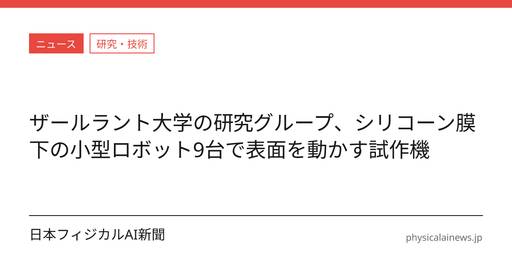 ニュース 研究・技術
ザールラント大学の研究グループ、シリコーン膜
下の小型ロボット9台で表面を動かす試作機
日本フィジカルAI新聞
physicalainews.jp